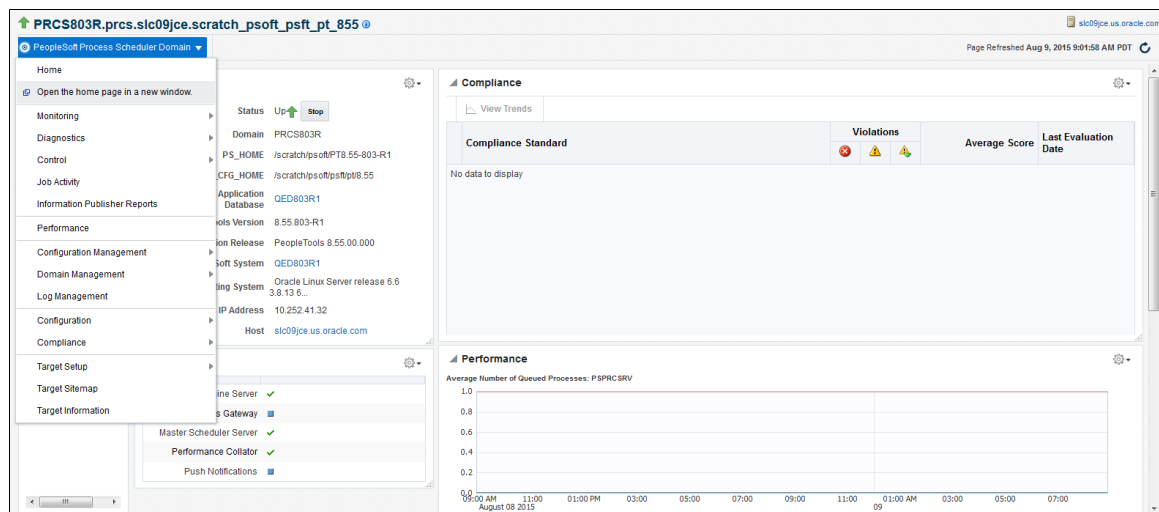 PRCS803R.prcs.slc09jce.scratch_psoft_psft_pt_855
slc09jce.us.oracle.com
PeopleSoft Process Scheduler Domain
Page Refreshed Aug 9, 2015 9:01:58 AM PDT
Home
Open the home page in a new window.
Monitoring
Diagnostics
Control
Job Activity
Information Publisher Reports
Performance
Configuration Management
Domain Management
Log Management
Configuration
Compliance
Target Setup
Target Sitemap
Target Information
Status Up Stop
Domain PRCS803R
PS_HOME /scratch/psoft/PT8.55-803-R1
_CFG_HOME /scratch/psoft/psft/pt/8.55
Application
Database QED803R1
ools Version 8.55.803-R1
ion Release PeopleTools 8.55.00.000
Soft System QED803R1
ting System Oracle Linux Server release 6.6
3.8.13 6...
IP Address 10.252.41.32
Host slc09jce.us.oracle.com
ine Server
s Gateway
Master Scheduler Server
Performance Collator
Push Notifications
Compliance
View Trends
Compliance Standard
Violations
Average Score
Last Evaluation
Date
No data to display
Performance
Average Number of Queued Processes: PSPRCSRV
1.0
0.8
0.6
0.4
0.2
0.0
09:00 AM 11:00 01:00 PM 03:00 05:00 07:00 09:00 11:00 01:00 AM 03:00 05:00 07:00
August 08 2015 09